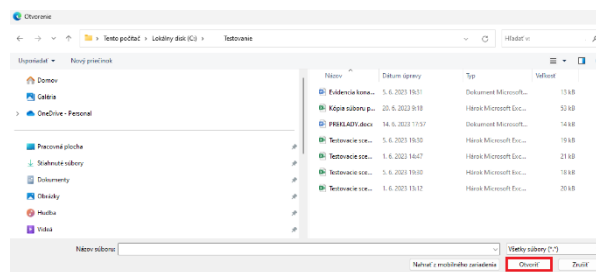 Otvorenie
Tento počítač > Lokálny disk (C:) > Testovanie
Hľadať v:
Usporiadať Nový priečinok
Názov Dátum úpravy Typ Veľkosť
Domov
Galéria
OneDrive - Personal
Pracovná plocha
Stiahnuté súbory
Dokumenty
Obrázky
Hudba
Videá
Evidencia kona... 5. 6. 2023 19:51 Dokument Microsoft... 13 kB
Kópia súboru p... 20. 6. 2023 9:18 Hárok Microsoft Exc... 53 kB
PREKLADY.docx 14. 6. 2023 17:57 Dokument Microsoft... 14 kB
Testovacie sce... 5. 6. 2023 19:50 Hárok Microsoft Exc... 19 kB
Testovacie sce... 1. 6. 2023 14:47 Hárok Microsoft Exc... 21 kB
Testovacie sce... 5. 6. 2023 19:30 Hárok Microsoft Exc... 18 kB
Testovacie sce... 1. 6. 2023 15:12 Hárok Microsoft Exc... 20 kB
Názov súboru: Všetky súbory (*.*)
Nahrať z mobilného zariadenia Otvoriť Zrušiť